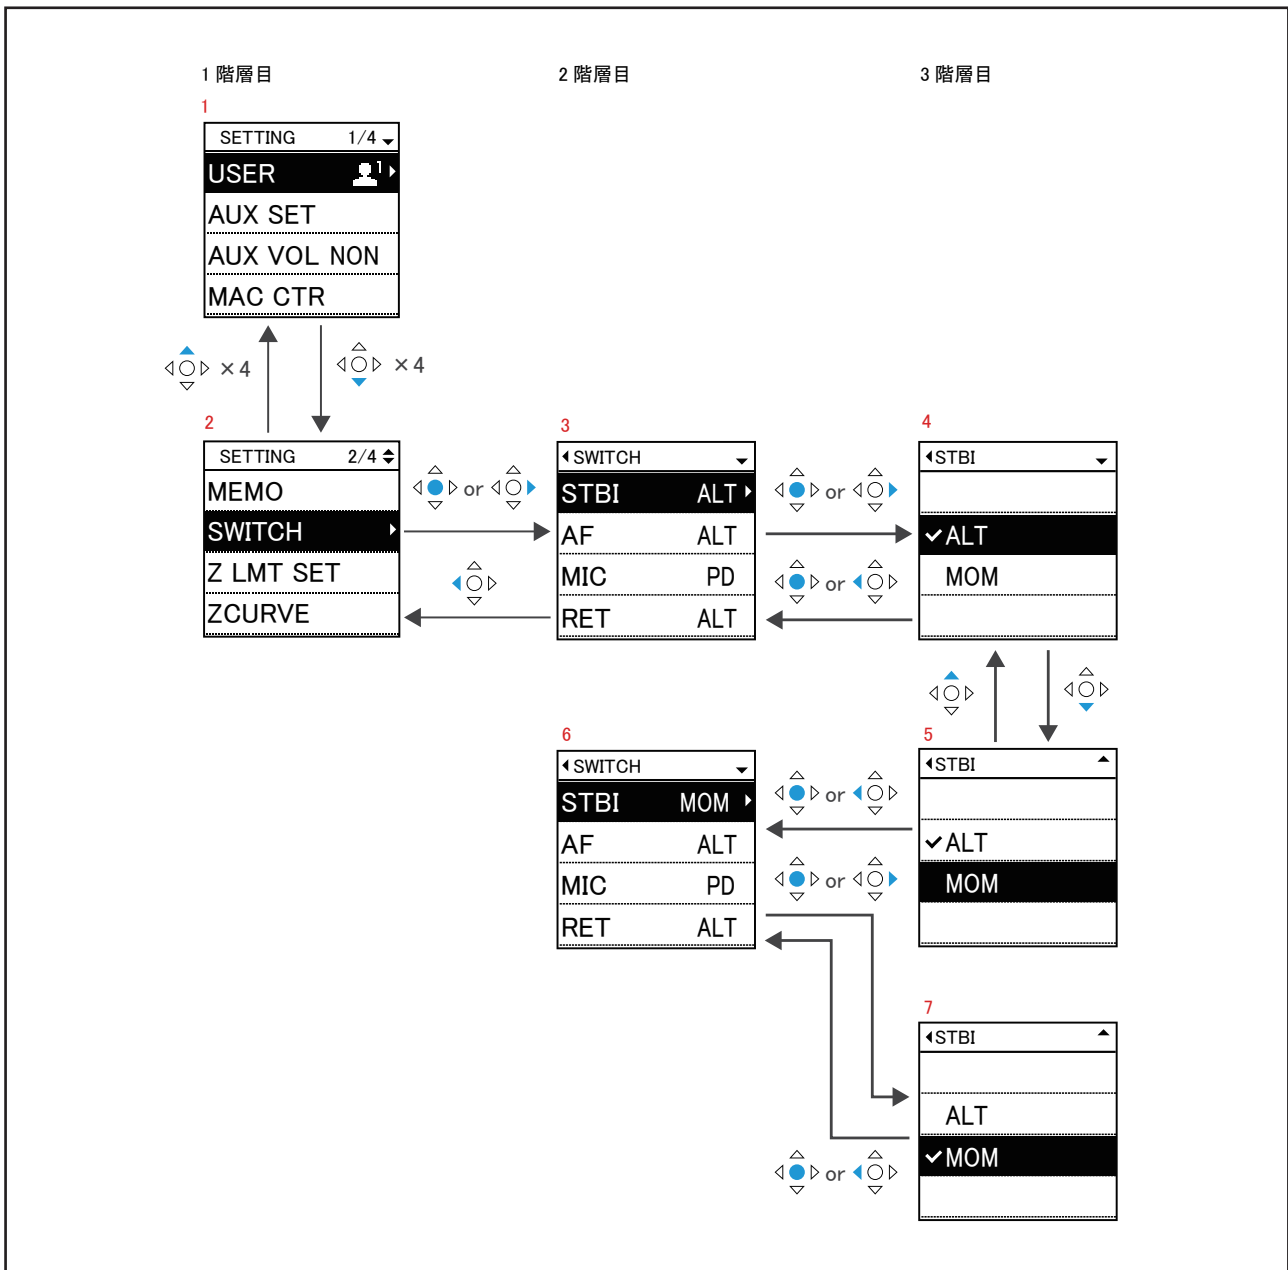 1 階層目
2 階層目
3 階層目
1
SETTING 1/4
USER 1
AUX SET
AUX VOL NON
MAC CTR
×4
×4
2
SETTING 2/4
MEMO
SWITCH
Z LMT SET
ZCURVE
or
3
SWITCH
STBI ALT
AF ALT
MIC PD
RET ALT
or
or
4
STBI
✓ALT
MOM
5
STBI
✓ALT
MOM
6
SWITCH
STBI MOM
AF ALT
MIC PD
RET ALT
or
or
7
STBI
ALT
✓MOM
or